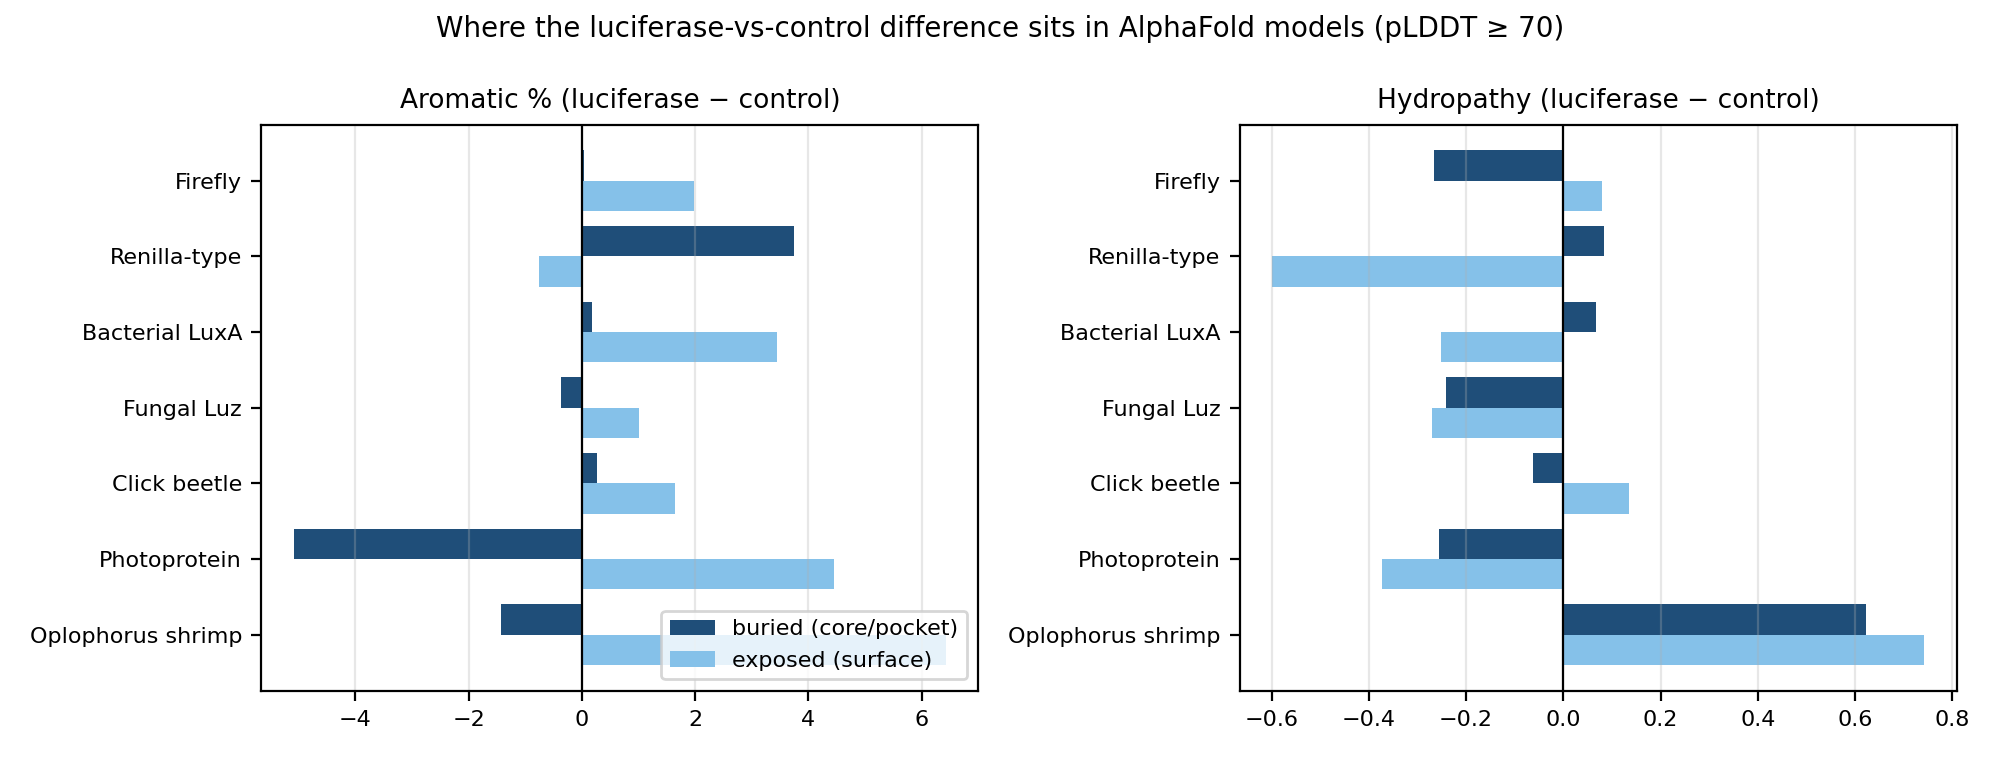 Where the luciferase-vs-control difference sits in AlphaFold models (pLDDT ≥ 70)
Aromatic % (luciferase − control)
Firefly
Renilla-type
Bacterial LuxA
Fungal Luz
Click beetle
Photoprotein
Oplophorus shrimp
buried (core/pocket)
exposed (surface)
−4 −2 0 2 4 6
Hydropathy (luciferase − control)
Firefly
Renilla-type
Bacterial LuxA
Fungal Luz
Click beetle
Photoprotein
Oplophorus shrimp
−0.6 −0.4 −0.2 0.0 0.2 0.4 0.6 0.8